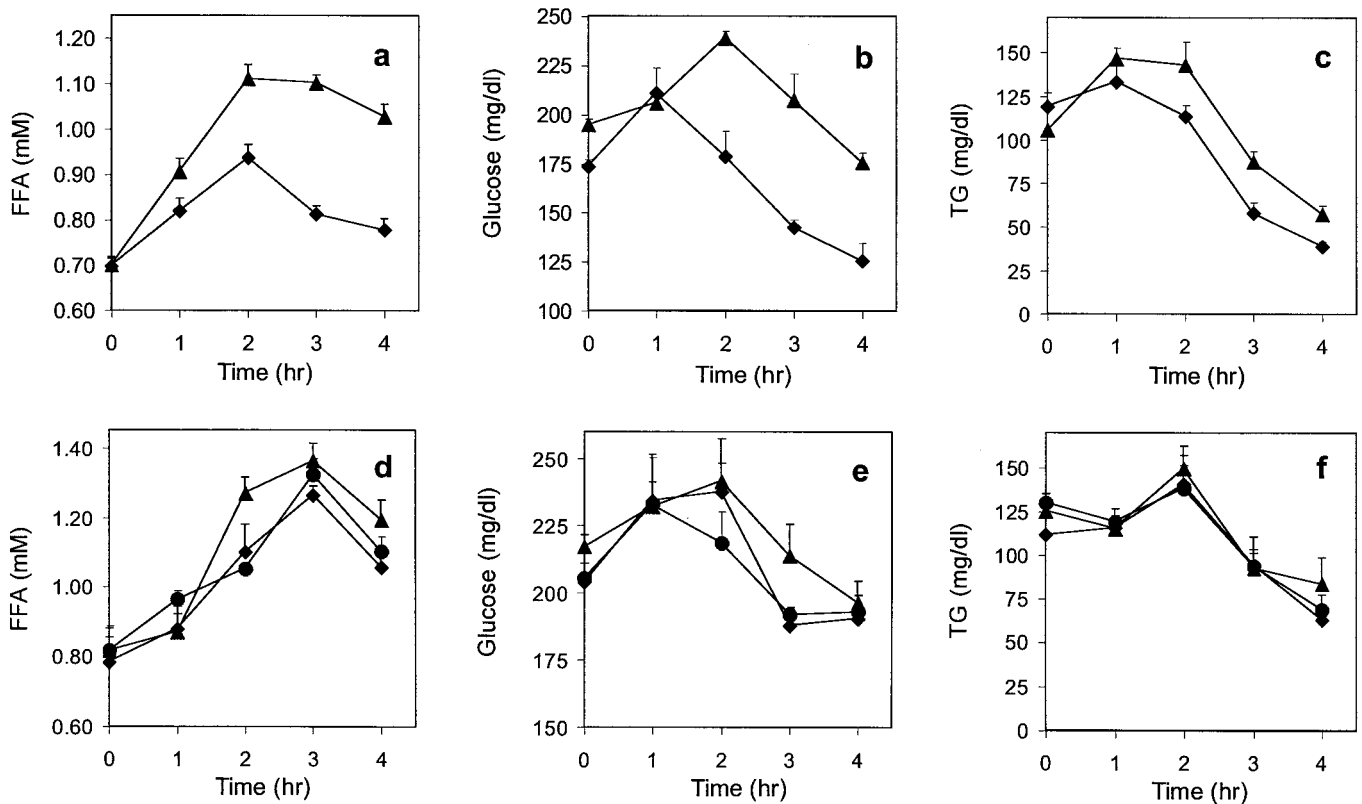 a
FFA (mM)
1.20
1.10
1.00
0.90
0.80
0.70
0.60
0 1 2 3 4
Time (hr)
b
Glucose (mg/dl)
250
225
200
175
150
125
100
0 1 2 3 4
Time (hr)
c
TG (mg/dl)
150
125
100
75
50
25
0
0 1 2 3 4
Time (hr)
d
FFA (mM)
1.40
1.20
1.00
0.80
0.60
0 1 2 3 4
Time (hr)
e
Glucose (mg/dl)
250
225
200
175
150
0 1 2 3 4
Time (hr)
f
TG (mg/dl)
150
125
100
75
50
25
0
0 1 2 3 4
Time (hr)